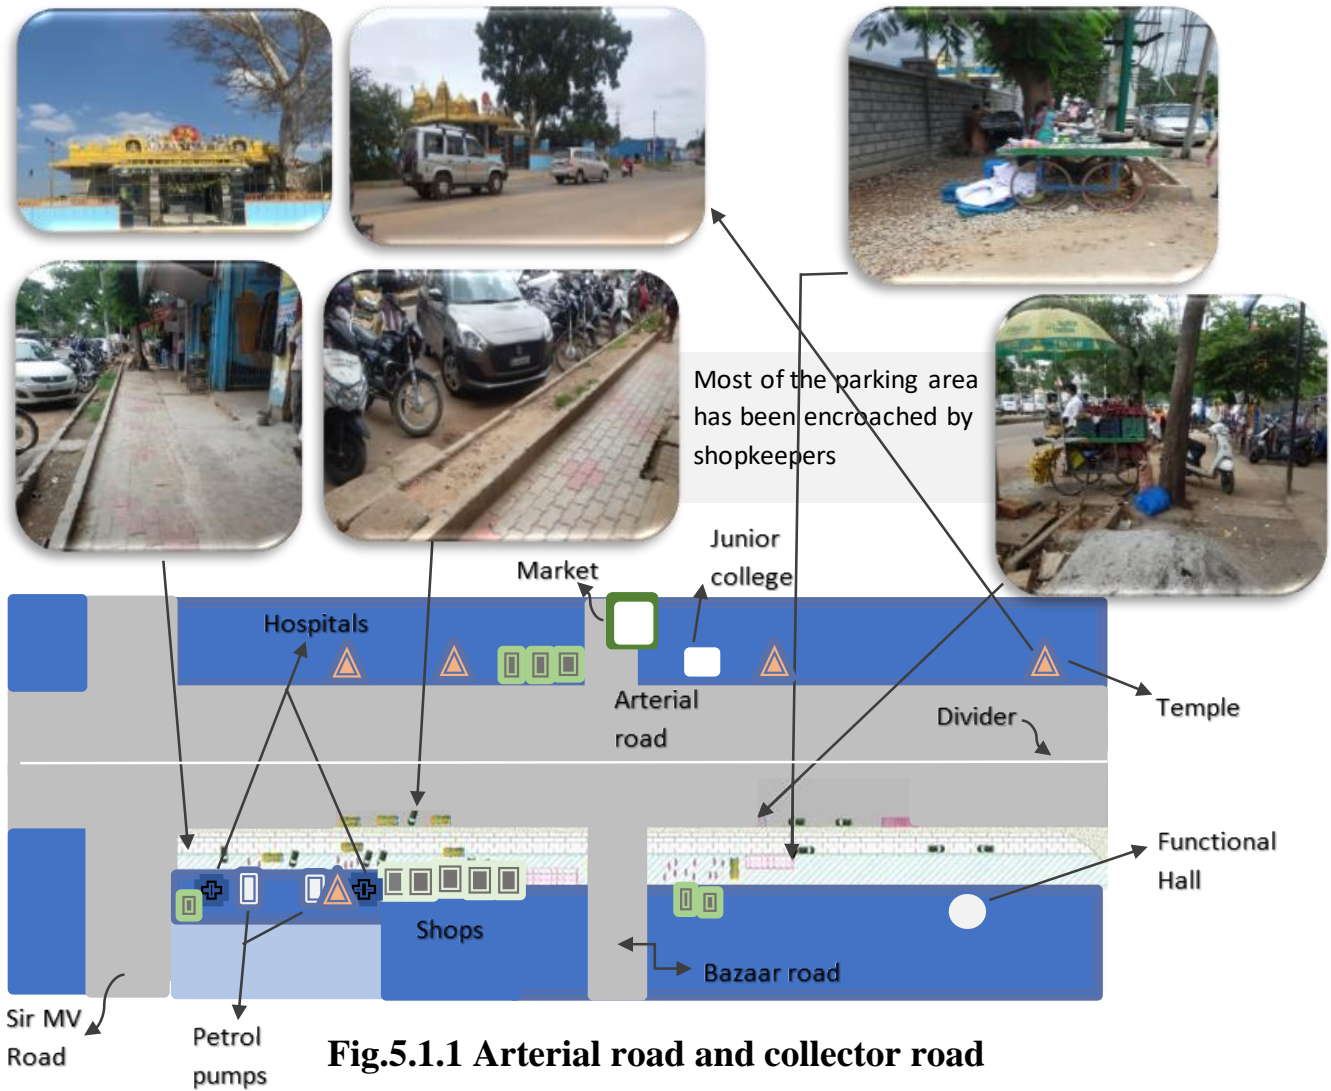 Most of the parking area
has been encroached by
shopkeepers
Junior
college
Market
Hospitals
Arterial
road
Divider
Temple
Functional
Hall
Shops
Bazaar road
Sir MV
Road
Petrol
pumps
Fig.5.1.1 Arterial road and collector road